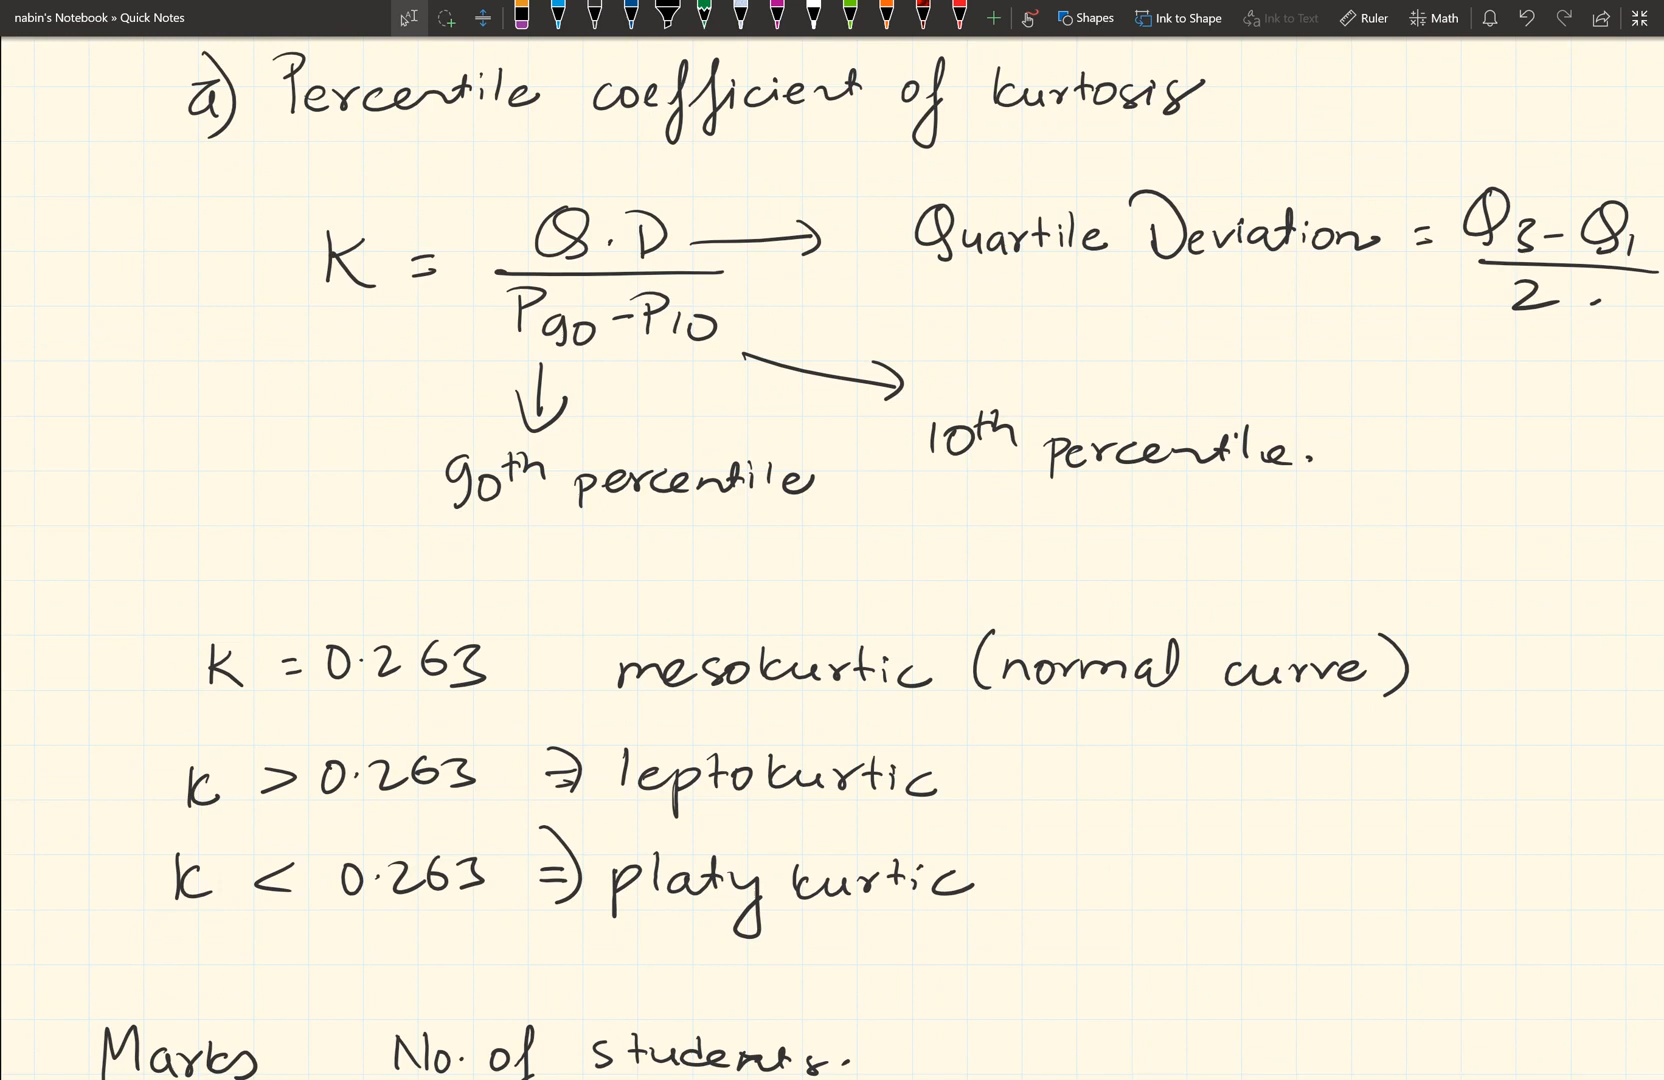 nabin's Notebook » Quick Notes
Shapes Ink to Shape Ink to Text Ruler Math
a) Percentile coefficient of kurtosis
K = Q.D / P90 - P10 → Quartile Deviation = Q3 - Q1 / 2.
10th percentile.
90th percentile
K = 0.263 mesokurtic (normal curve)
k > 0.263 ⇒ leptokurtic
k < 0.263 ⇒ platy kurtic
Marks No. of students.